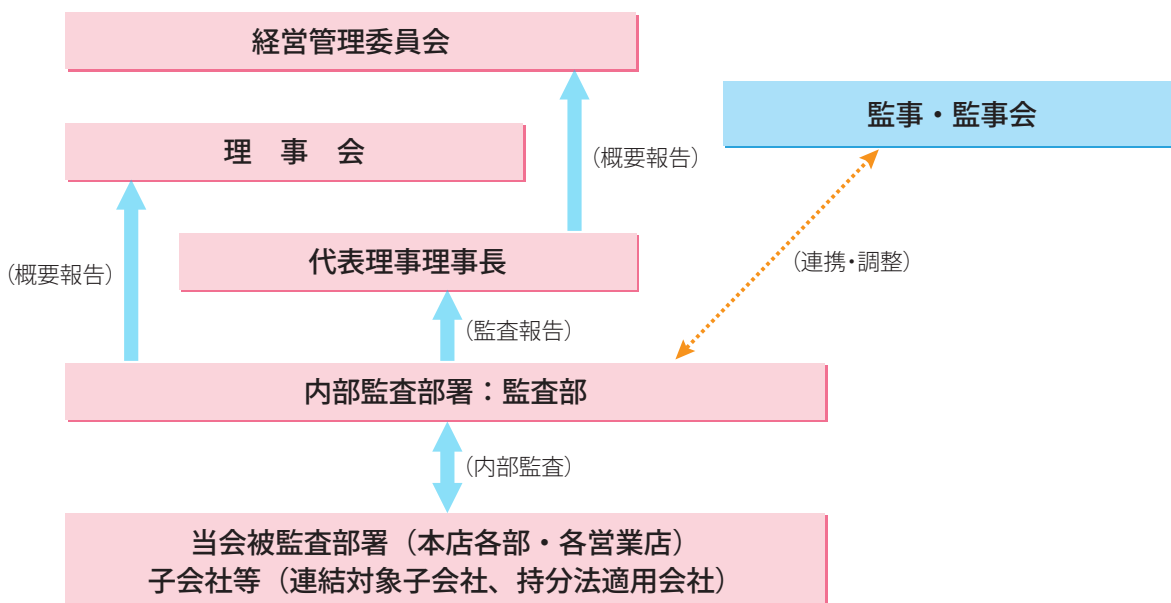 経営管理委員会
監事・監事会
理　事　会
（概要報告）
代表理事理事長
（概要報告）
（連携・調整）
（監査報告）
内部監査部署：監査部
（内部監査）
当会被監査部署（本店各部・各営業店）
子会社等（連結対象子会社、持分法適用会社）